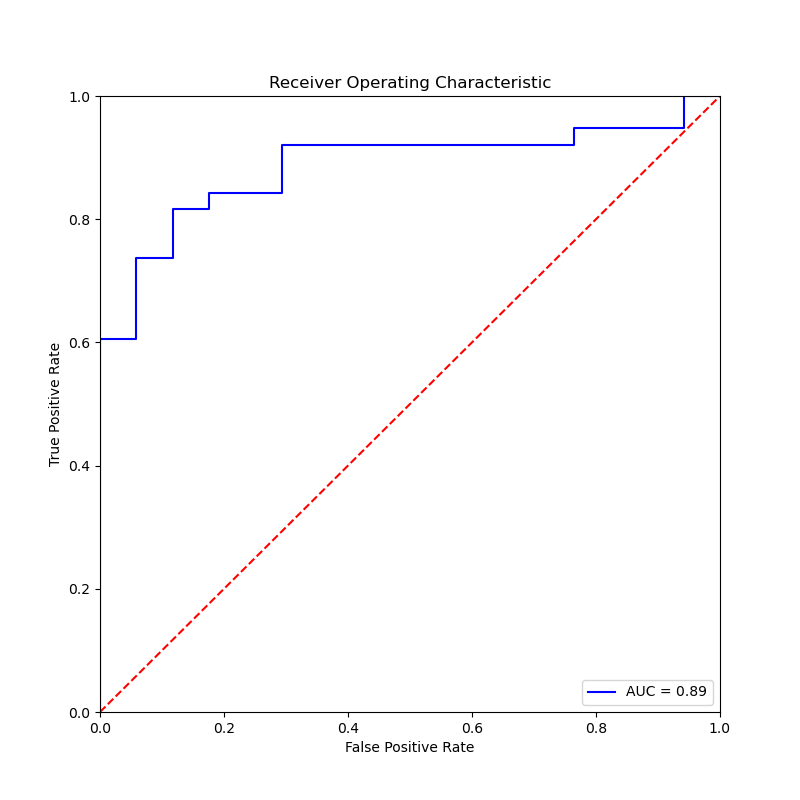 Receiver Operating Characteristic
1.0
0.8
0.6
0.4
0.2
0.0
True Positive Rate
AUC = 0.89
0.0 0.2 0.4 0.6 0.8 1.0
False Positive Rate